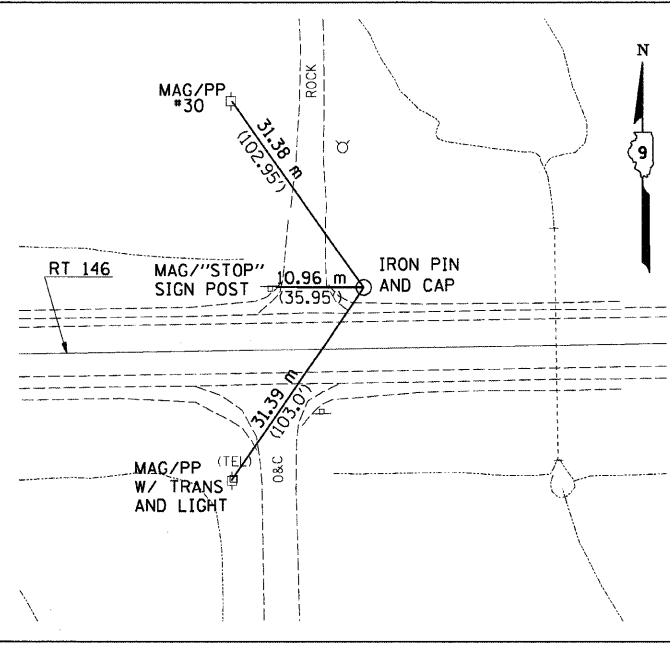 N
9
MAG/PP
#30
ROCK
31.38 m
(102.95')
RT 146
MAG/"STOP"
SIGN POST
10.96 m
(35.95')
IRON PIN
AND CAP
31.39 m
(103.0')
(TEL)
O&C
MAG/PP
W/ TRANS
AND LIGHT